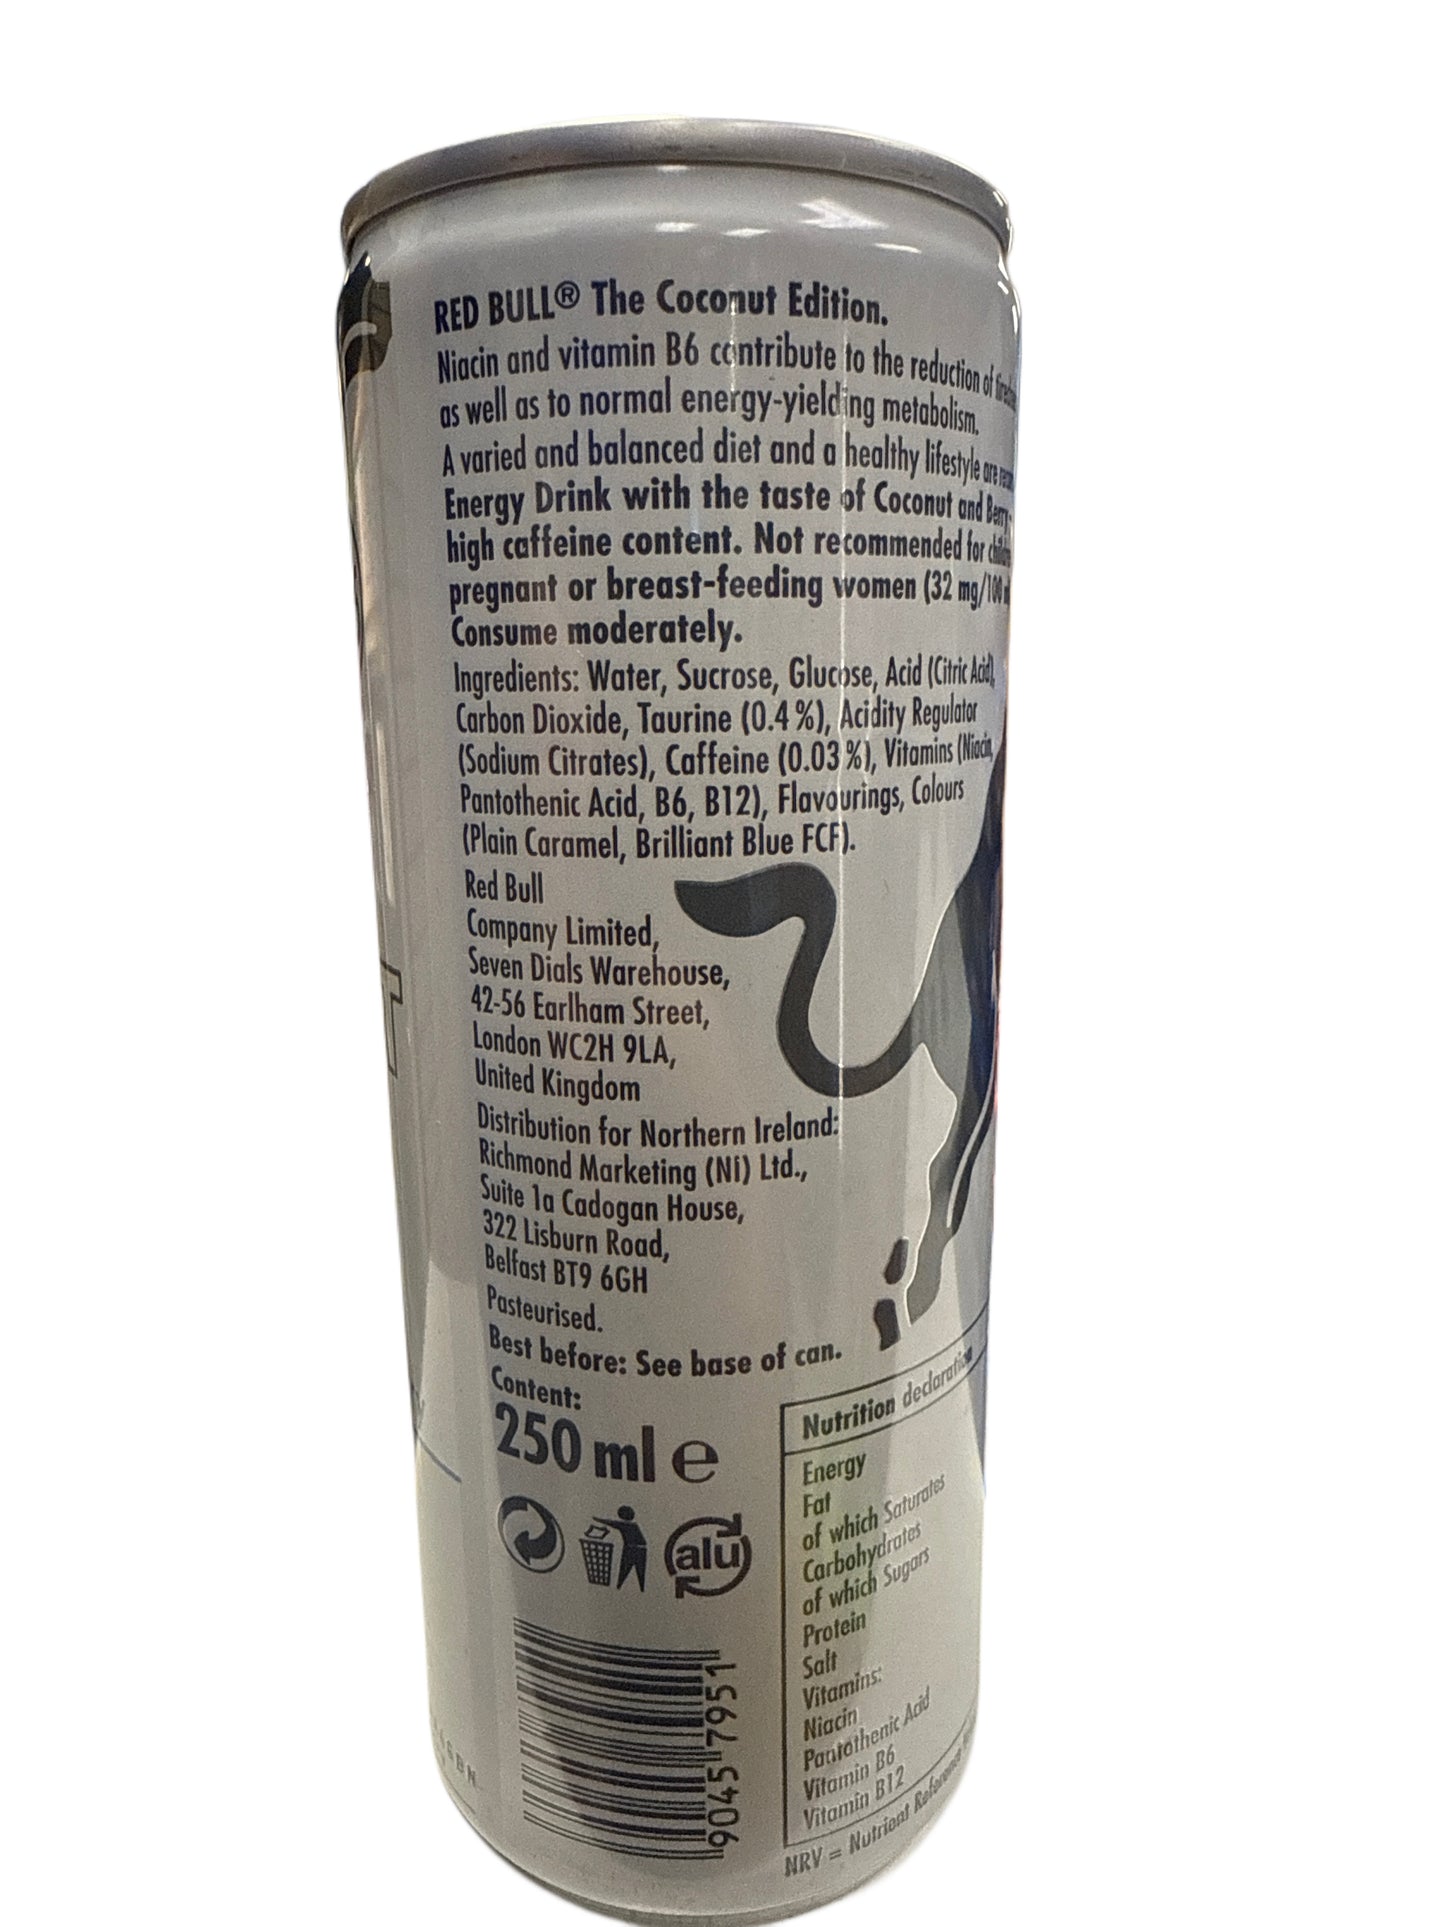 RED BULL® The Coconut Edition.
Niacin and vitamin B6 contribute to the reduction of
as well as to normal energy-yielding metabolism.
A varied and balanced diet and a healthy lifestyle are
Energy Drink with the taste of Coconut and Berry,
high caffeine content. Not recommended for
pregnant or breast-feeding women (32 mg/100
Consume moderately.
Ingredients: Water, Sucrose, Glucose, Acid (Citric Acid),
Carbon Dioxide, Taurine (0.4 %), Acidity Regulator
(Sodium Citrates), Caffeine (0.03 %), Vitamins (Niacin,
Pantothenic Acid, B6, B12), Flavourings, Colours
(Plain Caramel, Brilliant Blue FCF).
Red Bull
Company Limited,
Seven Dials Warehouse,
42-56 Earlham Street,
London WC2H 9LA,
United Kingdom
Distribution for Northern Ireland:
Richmond Marketing (Ni) Ltd.,
Suite 1a Cadogan House,
322 Lisburn Road,
Belfast BT9 6GH
Pasteurised.
Best before: See base of can.
Content:
250 ml e
alu
9045 7951
Nutrition declaration
Energy
Fat
of which Saturates
Carbohydrates
of which Sugars
Protein
Salt
Vitamins:
Niacin
Pantothenic Acid
Vitamin B6
Vitamin B12
NRV = Nutrient Reference